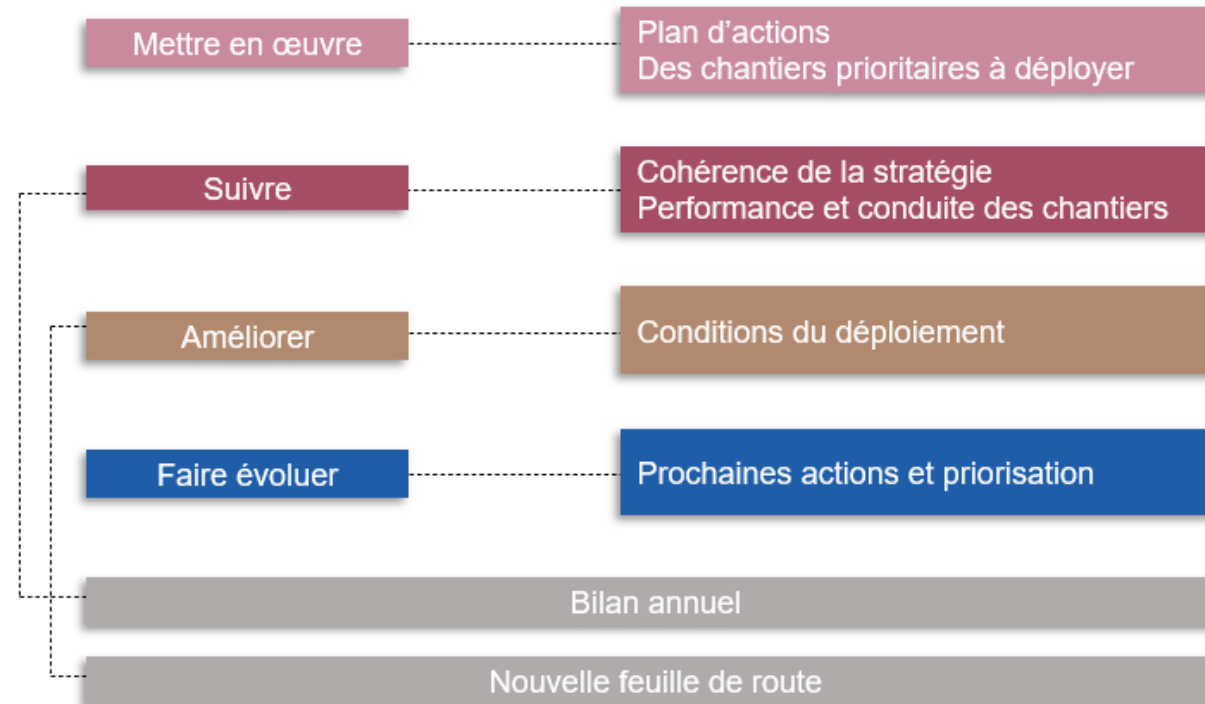 Mettre en œuvre
Plan d’actions
Des chantiers prioritaires à déployer
Suivre
Cohérence de la stratégie
Performance et conduite des chantiers
Améliorer
Conditions du déploiement
Faire évoluer
Prochaines actions et priorisation
Bilan annuel
Nouvelle feuille de route